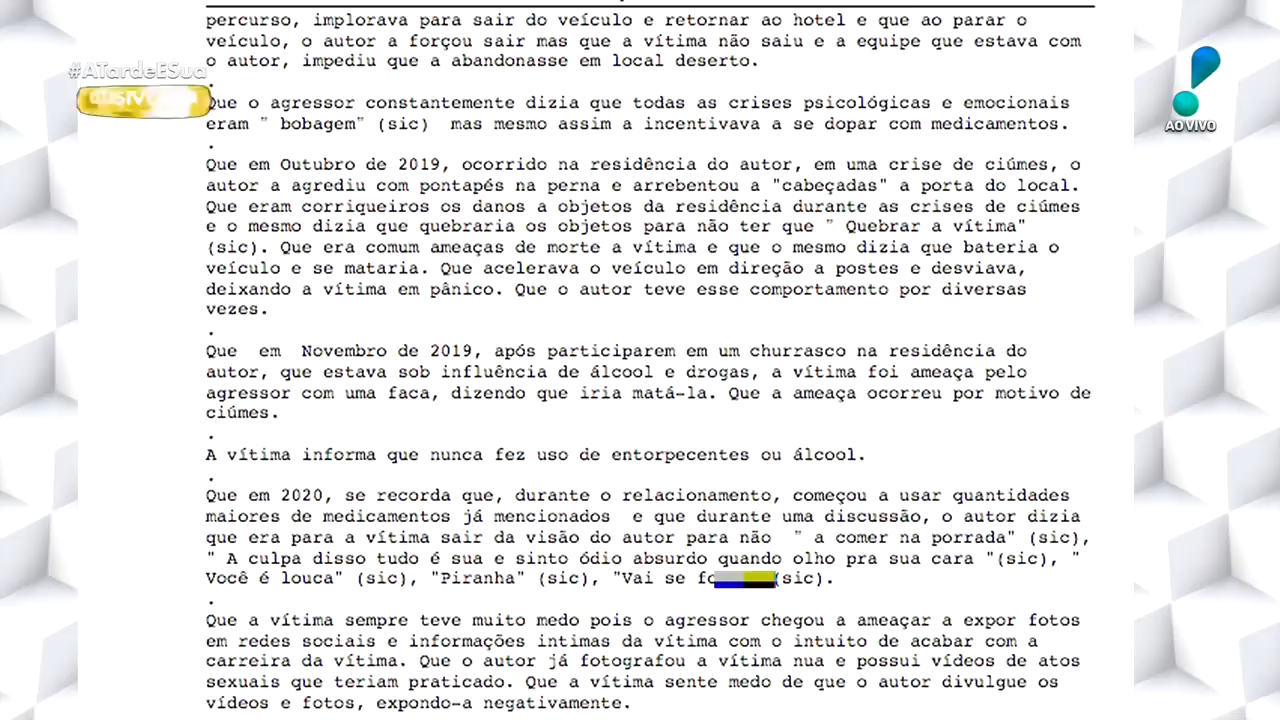 percurso, implorava para sair do veículo e retornar ao hotel e que ao parar o
veículo, o autor a forçou sair mas que a vítima não saiu e a equipe que estava com
o autor, impediu que a abandonasse em local deserto.
#ATardeESua
.
Que o agressor constantemente dizia que todas as crises psicológicas e emocionais
eram " bobagem" (sic)  mas mesmo assim a incentivava a se dopar com medicamentos.
AO VIVO
.
Que em Outubro de 2019, ocorrido na residência do autor, em uma crise de ciúmes, o
autor a agrediu com pontapés na perna e arrebentou a "cabeçadas" a porta do local.
Que eram corriqueiros os danos a objetos da residência durante as crises de ciúmes
e o mesmo dizia que quebraria os objetos para não ter que " Quebrar a vítima"
(sic). Que era comum ameaças de morte a vítima e que o mesmo dizia que bateria o
veículo e se mataria. Que acelerava o veículo em direção a postes e desviava,
deixando a vítima em pânico. Que o autor teve esse comportamento por diversas
vezes.
.
Que  em  Novembro de 2019, após participarem em um churrasco na residência do
autor, que estava sob influência de álcool e drogas, a vítima foi ameaça pelo
agressor com uma faca, dizendo que iria matá-la. Que a ameaça ocorreu por motivo de
ciúmes.
.
A vítima informa que nunca fez uso de entorpecentes ou álcool.
.
Que em 2020, se recorda que, durante o relacionamento, começou a usar quantidades
maiores de medicamentos já mencionados  e que durante uma discussão, o autor dizia
que era para a vítima sair da visão do autor para não  " a comer na porrada" (sic),
" A culpa disso tudo é sua e sinto ódio absurdo quando olho pra sua cara "(sic), "
Você é louca" (sic), "Piranha" (sic), "Vai se (sic).
.
Que a vítima sempre teve muito medo pois o agressor chegou a ameaçar a expor fotos
em redes sociais e informações intimas da vítima com o intuito de acabar com a
carreira da vítima. Que o autor já fotografou a vítima nua e possui vídeos de atos
sexuais que teriam praticado. Que a vítima sente medo de que o autor divulgue os
vídeos e fotos, expondo-a negativamente.